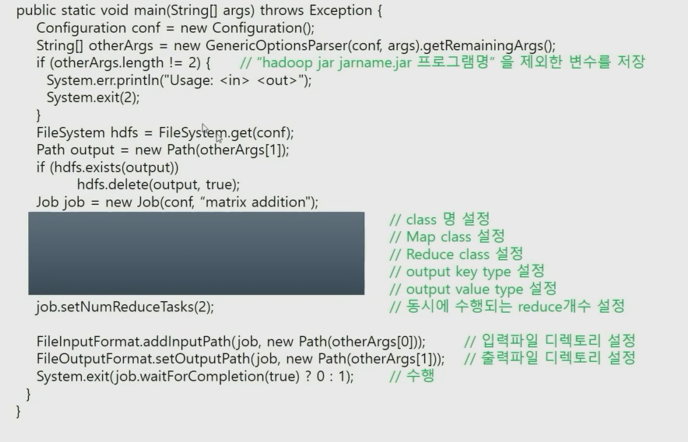 public static void main(String[] args) throws Exception {
Configuration conf = new Configuration();
String[] otherArgs = new GenericOptionsParser(conf, args).getRemainingArgs();
if (otherArgs.length != 2) { // “hadoop jar jarname.jar 프로그램명” 을 제외한 변수를 저장
System.err.println("Usage: <in> <out>");
System.exit(2);
}
FileSystem hdfs = FileSystem.get(conf);
Path output = new Path(otherArgs[1]);
if (hdfs.exists(output))
hdfs.delete(output, true);
Job job = new Job(conf, “matrix addition”);
// class 명 설정
// Map class 설정
// Reduce class 설정
// output key type 설정
// output value type 설정
job.setNumReduceTasks(2); // 동시에 수행되는 reduce개수 설정
FileInputFormat.addInputPath(job, new Path(otherArgs[0])); // 입력파일 디렉토리 설정
FileOutputFormat.setOutputPath(job, new Path(otherArgs[1])); // 출력파일 디렉토리 설정
System.exit(job.waitForCompletion(true) ? 0 : 1); // 수행
}
}